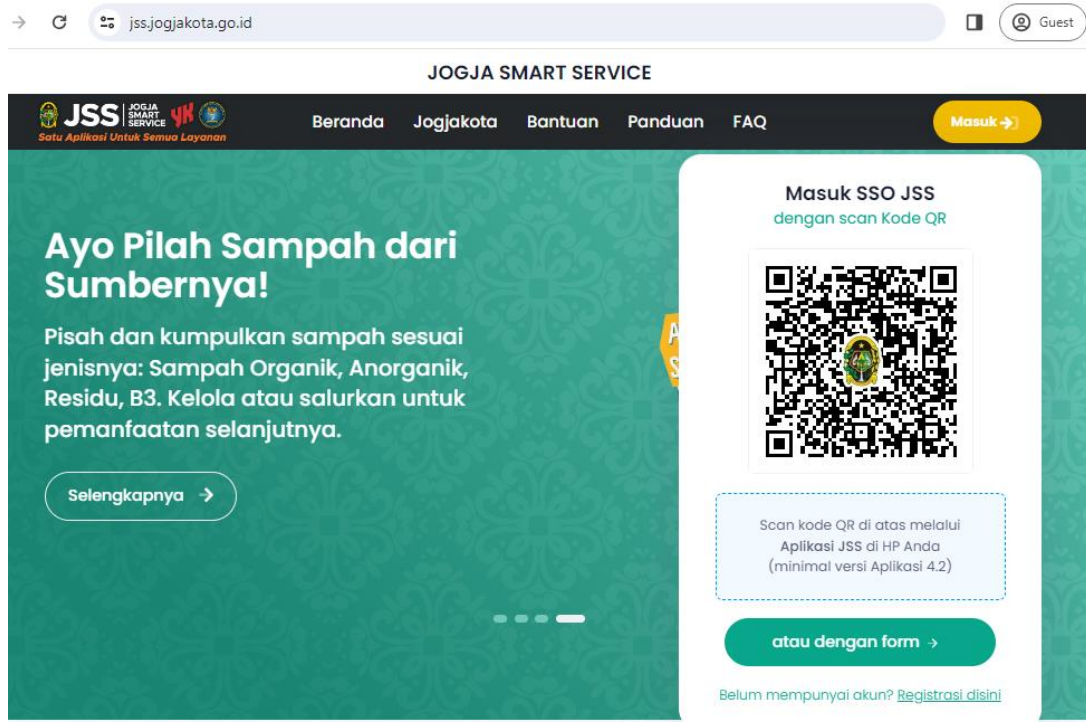 jss.jogjakota.go.id
Guest
JOGJA SMART SERVICE
JSS JOGJA SMART SERVICE YK
Satu Aplikasi Untuk Semua Layanan
Beranda Jogjakota Bantuan Panduan FAQ
Masuk
Ayo Pilah Sampah dari
Sumbernya!
Pisah dan kumpulkan sampah sesuai
jenisnya: Sampah Organik, Anorganik,
Residu, B3. Kelola atau salurkan untuk
pemanfaatan selanjutnya.
Selengkapnya →
Masuk SSO JSS
dengan scan Kode QR
Scan kode QR di atas melalui
Aplikasi JSS di HP Anda
(minimal versi Aplikasi 4.2)
atau dengan form →
Belum mempunyai akun? Registrasi disini